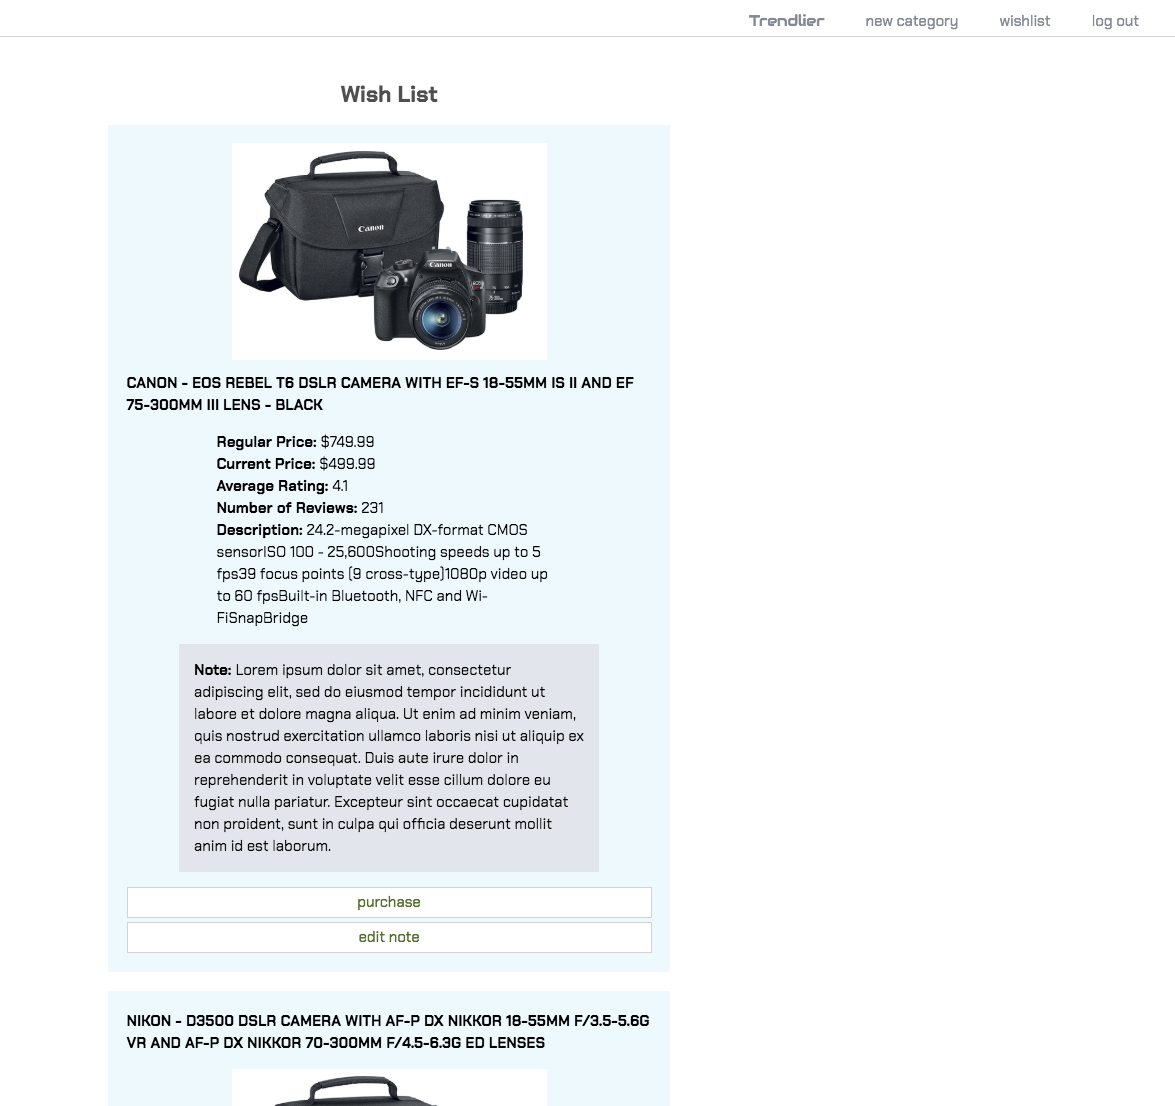 Trendlier new category wishlist log out
Wish List
Canon
Canon
CANON - EOS REBEL T6 DSLR CAMERA WITH EF-S 18-55MM IS II AND EF
75-300MM III LENS - BLACK
Regular Price: $749.99
Current Price: $499.99
Average Rating: 4.1
Number of Reviews: 231
Description: 24.2-megapixel DX-format CMOS
sensorISO 100 - 25,600Shooting speeds up to 5
fps39 focus points (9 cross-type)1080p video up
to 60 fpsBuilt-in Bluetooth, NFC and Wi-
FiSnapBridge
Note: Lorem ipsum dolor sit amet, consectetur
adipiscing elit, sed do eiusmod tempor incididunt ut
labore et dolore magna aliqua. Ut enim ad minim veniam,
quis nostrud exercitation ullamco laboris nisi ut aliquip ex
ea commodo consequat. Duis aute irure dolor in
reprehenderit in voluptate velit esse cillum dolore eu
fugiat nulla pariatur. Excepteur sint occaecat cupidatat
non proident, sunt in culpa qui officia deserunt mollit
anim id est laborum.
purchase
edit note
NIKON - D3500 DSLR CAMERA WITH AF-P DX NIKKOR 18-55MM F/3.5-5.6G
VR AND AF-P DX NIKKOR 70-300MM F/4.5-6.3G ED LENSES